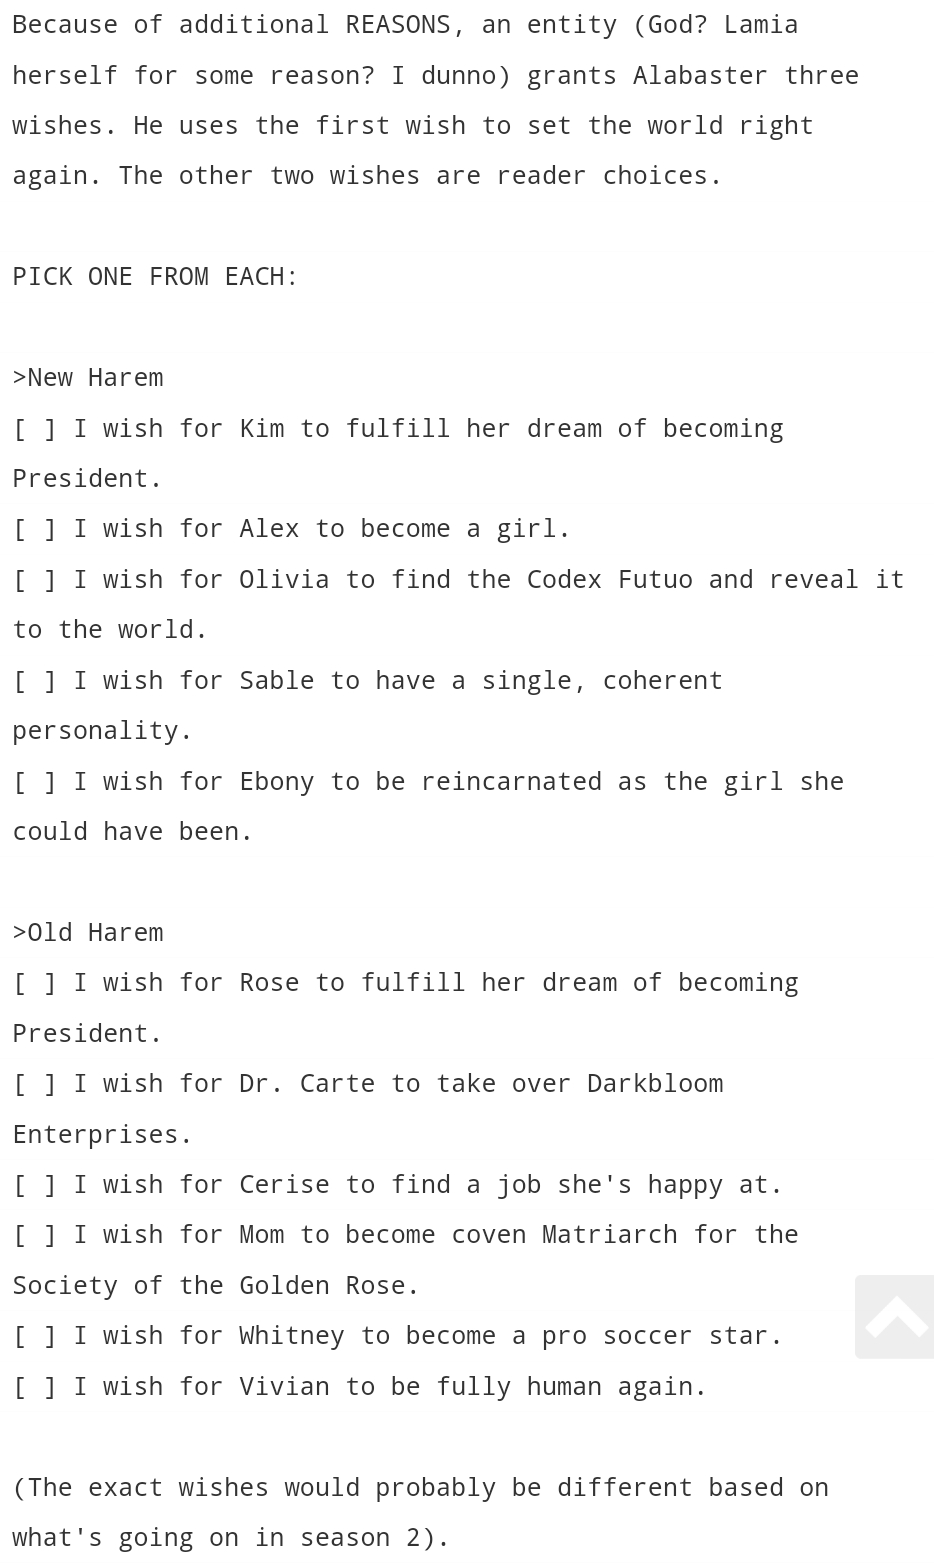 Because of additional REASONS, an entity (God? Lamia
herself for some reason? I dunno) grants Alabaster three
wishes. He uses the first wish to set the world right
again. The other two wishes are reader choices.
PICK ONE FROM EACH:
>New Harem
[ ] I wish for Kim to fulfill her dream of becoming
President.
[ ] I wish for Alex to become a girl.
[ ] I wish for Olivia to find the Codex Futuo and reveal it
to the world.
[ ] I wish for Sable to have a single, coherent
personality.
[ ] I wish for Ebony to be reincarnated as the girl she
could have been.
>Old Harem
[ ] I wish for Rose to fulfill her dream of becoming
President.
[ ] I wish for Dr. Carte to take over Darkbloom
Enterprises.
[ ] I wish for Cerise to find a job she's happy at.
[ ] I wish for Mom to become coven Matriarch for the
Society of the Golden Rose.
[ ] I wish for Whitney to become a pro soccer star.
[ ] I wish for Vivian to be fully human again.
(The exact wishes would probably be different based on
what's going on in season 2).